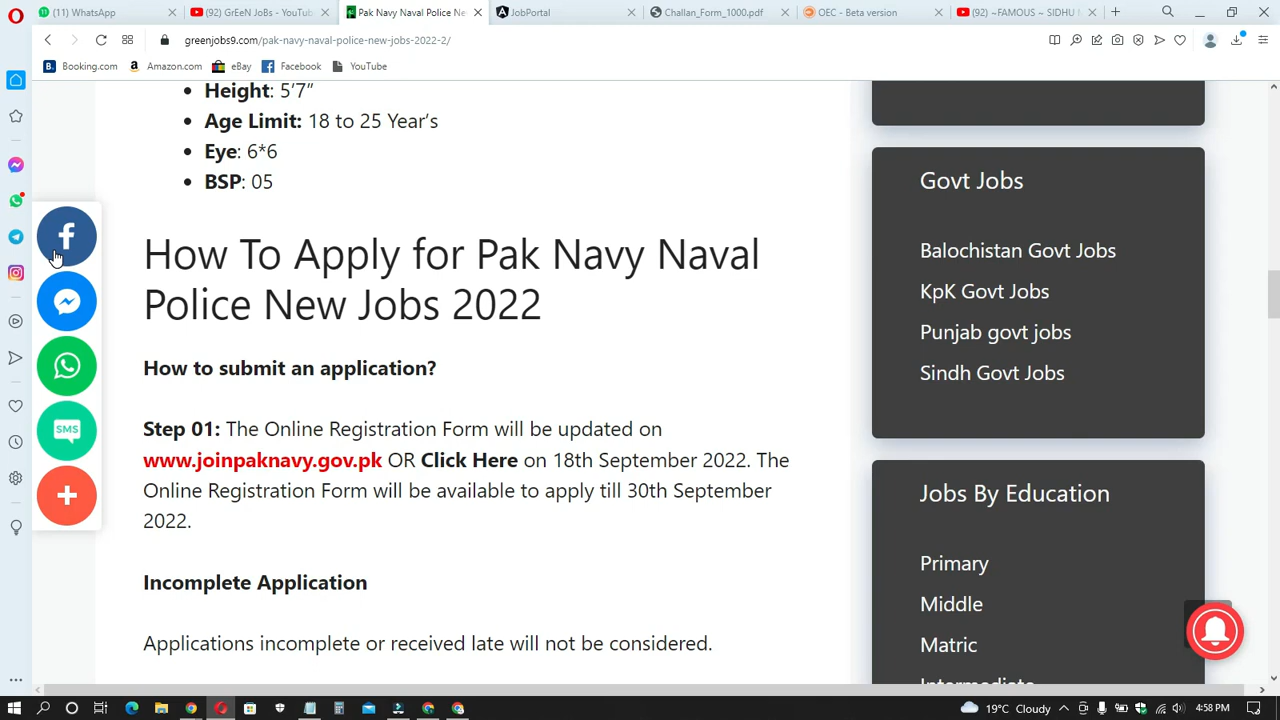 (11) WhatsApp
(92) GrEeN JoBs - YouTub
Pak Navy Naval Police Ne
JobPortal
Challan_Form_1000.pdf
OEC - Beta version
(92) ~FAMOUS ~ SIDHU
greenjobs9.com/pak-navy-naval-police-new-jobs-2022-2/
B. Booking.com
a Amazon.com
eBay
Facebook
YouTube
Height: 5’7”
Age Limit: 18 to 25 Year’s
Eye: 6*6
BSP: 05
How To Apply for Pak Navy Naval
Police New Jobs 2022
How to submit an application?
Step 01: The Online Registration Form will be updated on
www.joinpaknavy.gov.pk OR Click Here on 18th September 2022. The
Online Registration Form will be available to apply till 30th September
2022.
Incomplete Application
Applications incomplete or received late will not be considered.
SMS
Govt Jobs
Balochistan Govt Jobs
KpK Govt Jobs
Punjab govt jobs
Sindh Govt Jobs
Jobs By Education
Primary
Middle
Matric
Intermediate
19°C Cloudy
4:58 PM